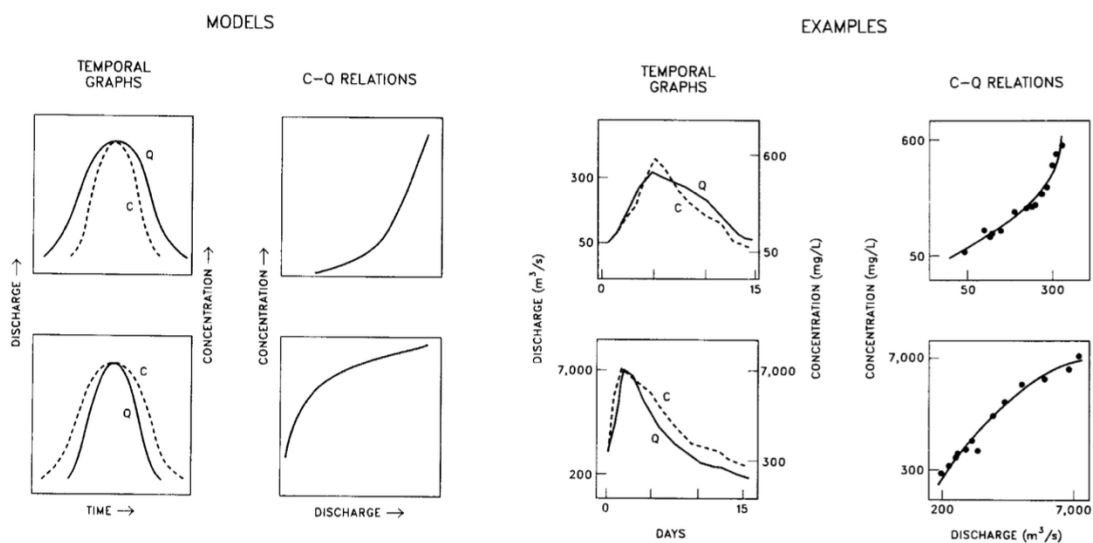 MODELS
EXAMPLES
TEMPORAL
GRAPHS
C-Q RELATIONS
TEMPORAL
GRAPHS
C-Q RELATIONS
Q
C
DISCHARGE →
CONCENTRATION →
CONCENTRATION →
C
Q
TIME →
DISCHARGE →
300
50
600
50
Q
C
0
15
DISCHARGE (m³/s)
CONCENTRATION (mg/L)
CONCENTRATION (mg/L)
600
50
50
300
7,000
200
7,000
300
C
Q
0
15
DAYS
7,000
300
200
7,000
DISCHARGE (m³/s)